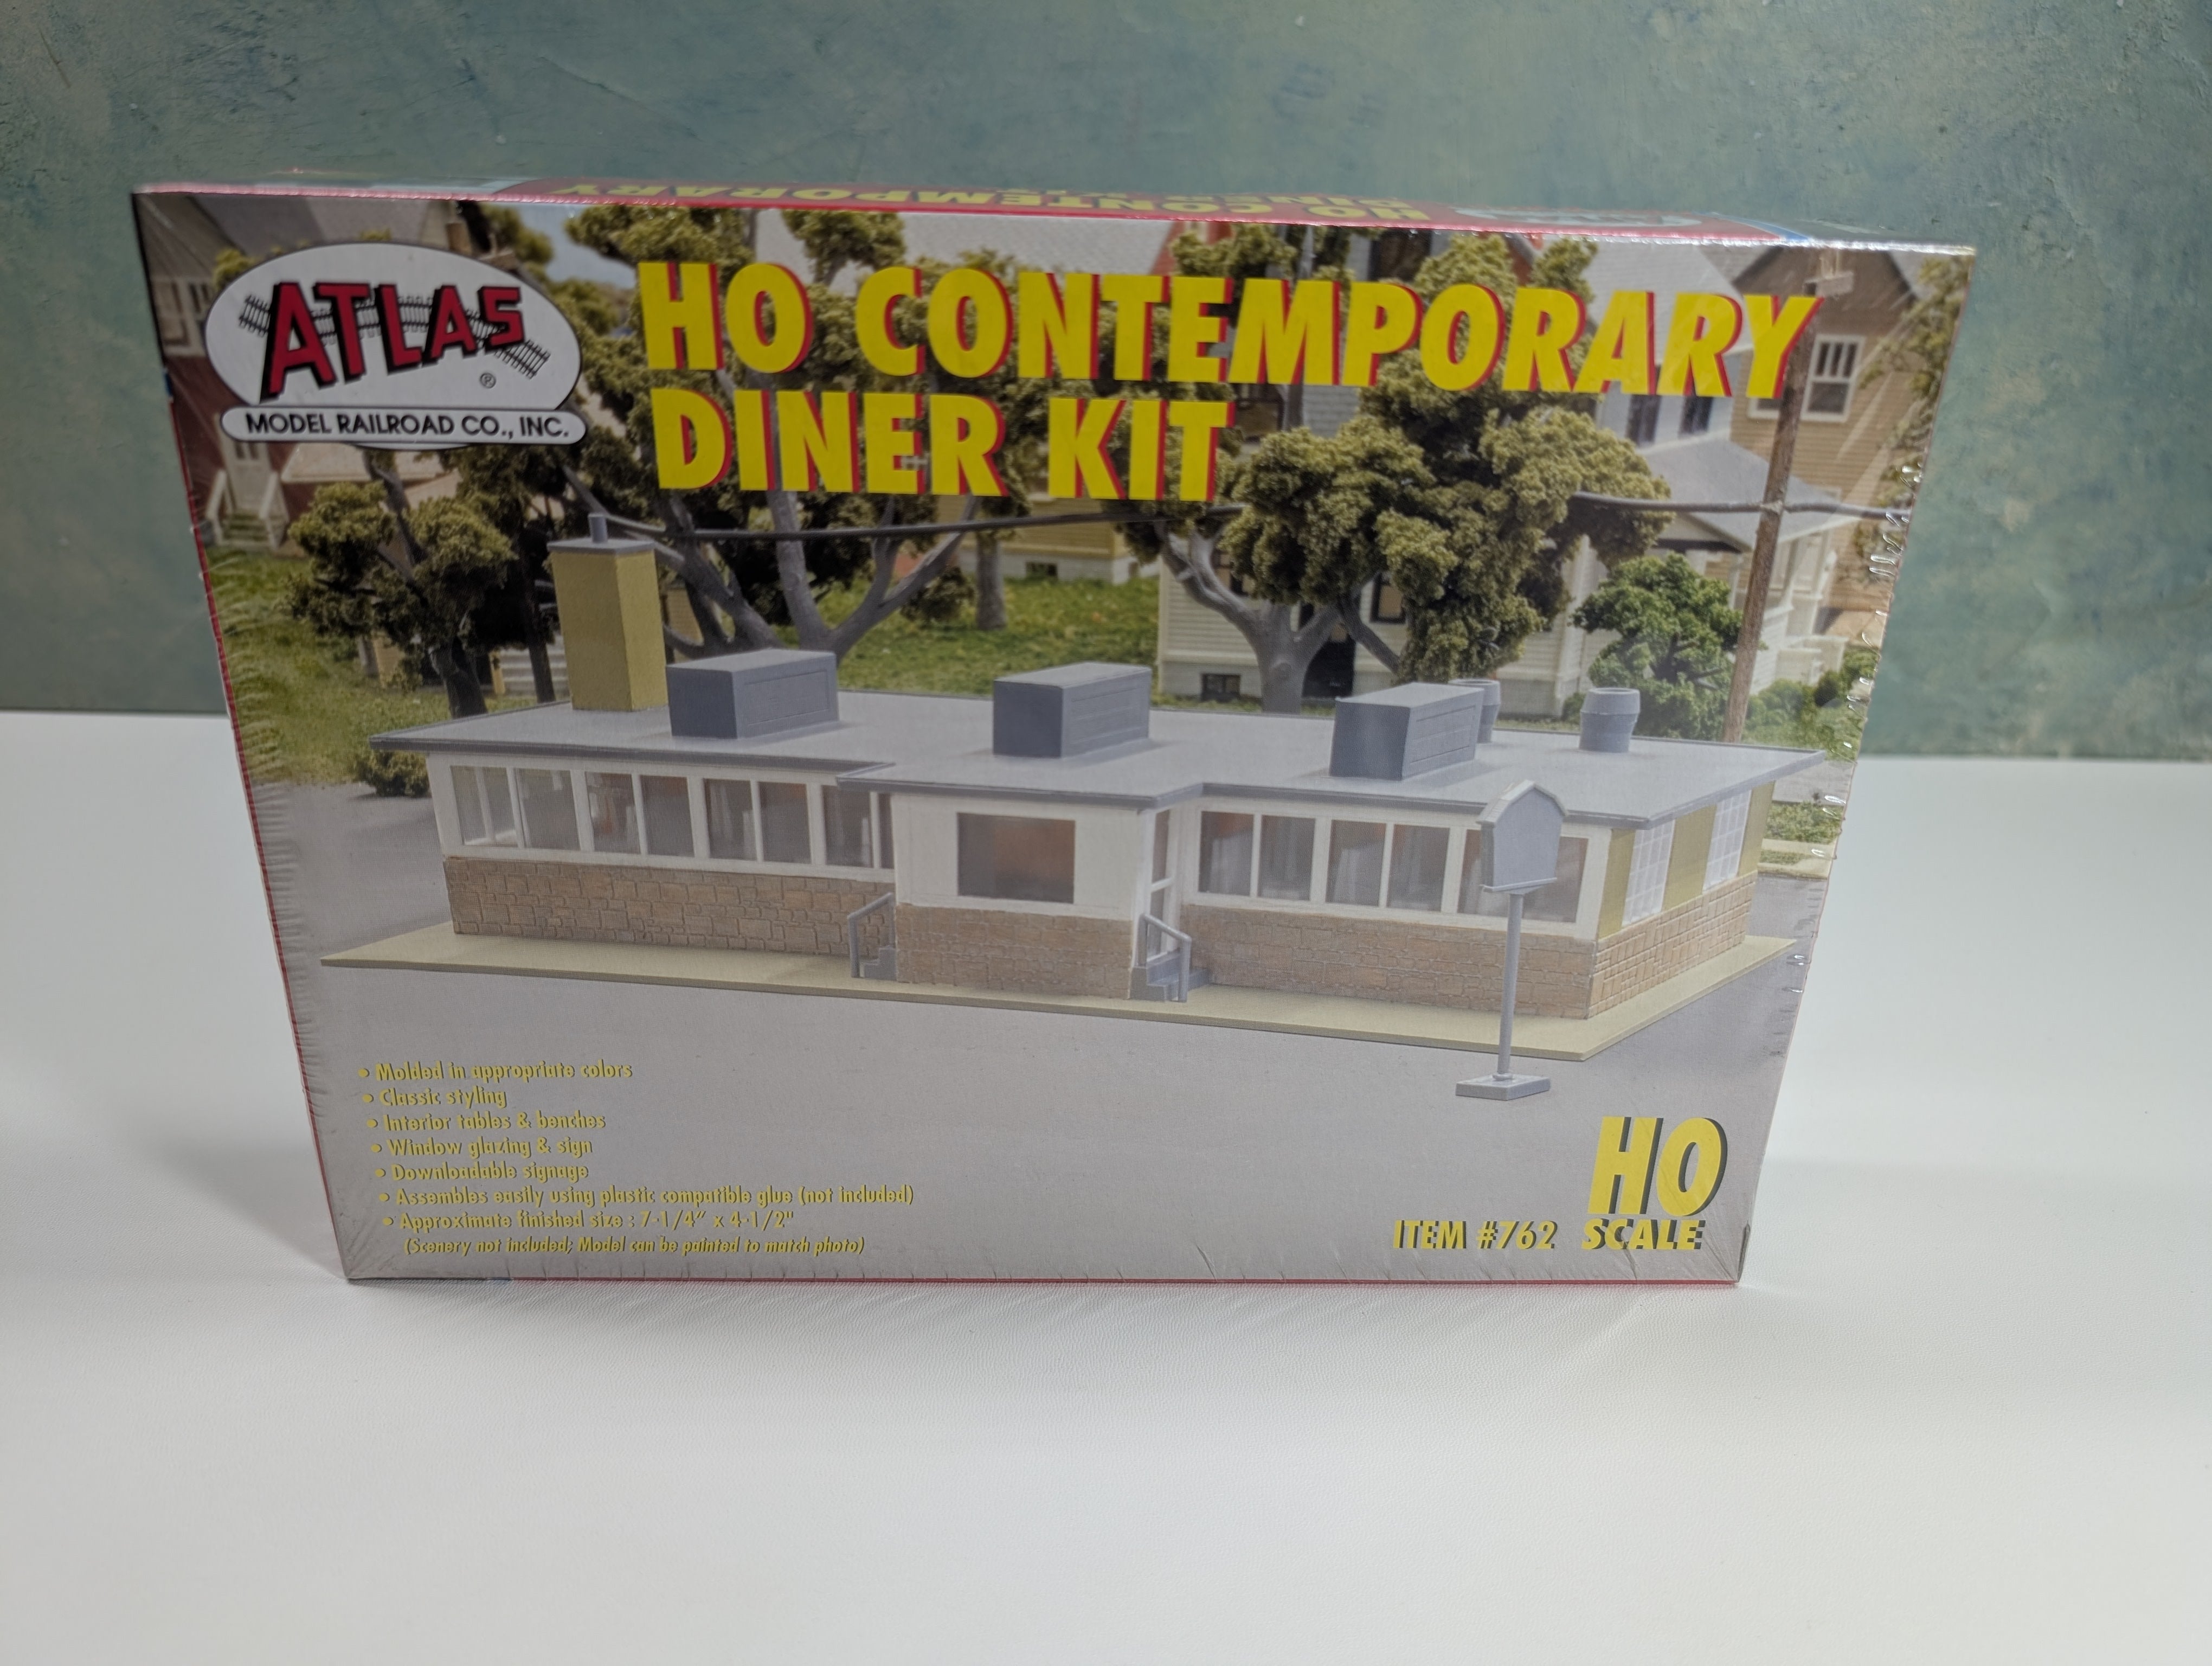 HO CONTEMPORARY
ATLAS
®
MODEL RAILROAD CO., INC.
HO CONTEMPORARY
DINER KIT
• Molded in appropriate colors
• Classic styling
• Interior tables & benches
• Window glazing & sign
• Downloadable signage
• Assembles easily using plastic compatible glue (not included)
• Approximate finished size : 7-1/4" x 4-1/2"
(Scenery not included; Model can be painted to match photo)
HO
ITEM #762 SCALE